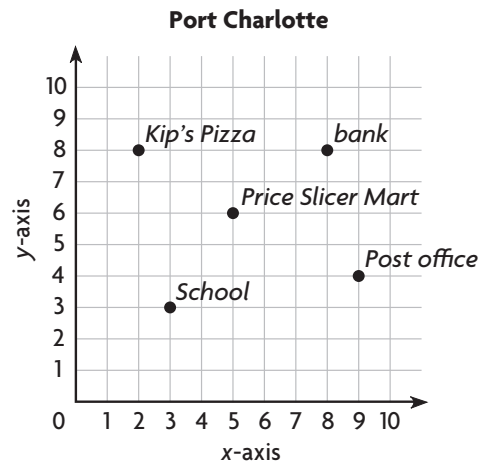 Port Charlotte
10
9
Kip's Pizza bank
8
7
Price Slicer Mart
6
5
Post office
4
School
3
2
1
y-axis
0 1 2 3 4 5 6 7 8 9 10
x-axis